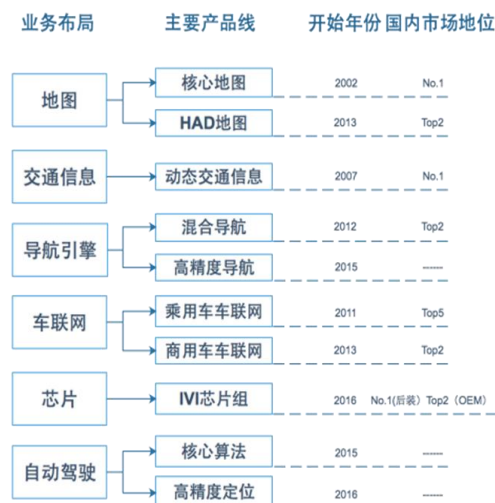 业务布局 主要产品线 开始年份 国内市场地位
地图 核心地图 2002 No.1
HAD地图 2013 Top2
交通信息 动态交通信息 2007 No.1
导航引擎 混合导航 2012 Top2
高精度导航 2015 ------
车联网 乘用车车联网 2011 Top5
商用车车联网 2013 Top2
芯片 IVI芯片组 2016 No.1(后装）Top2（OEM）
自动驾驶 核心算法 2015 ------
高精度定位 2016 ------